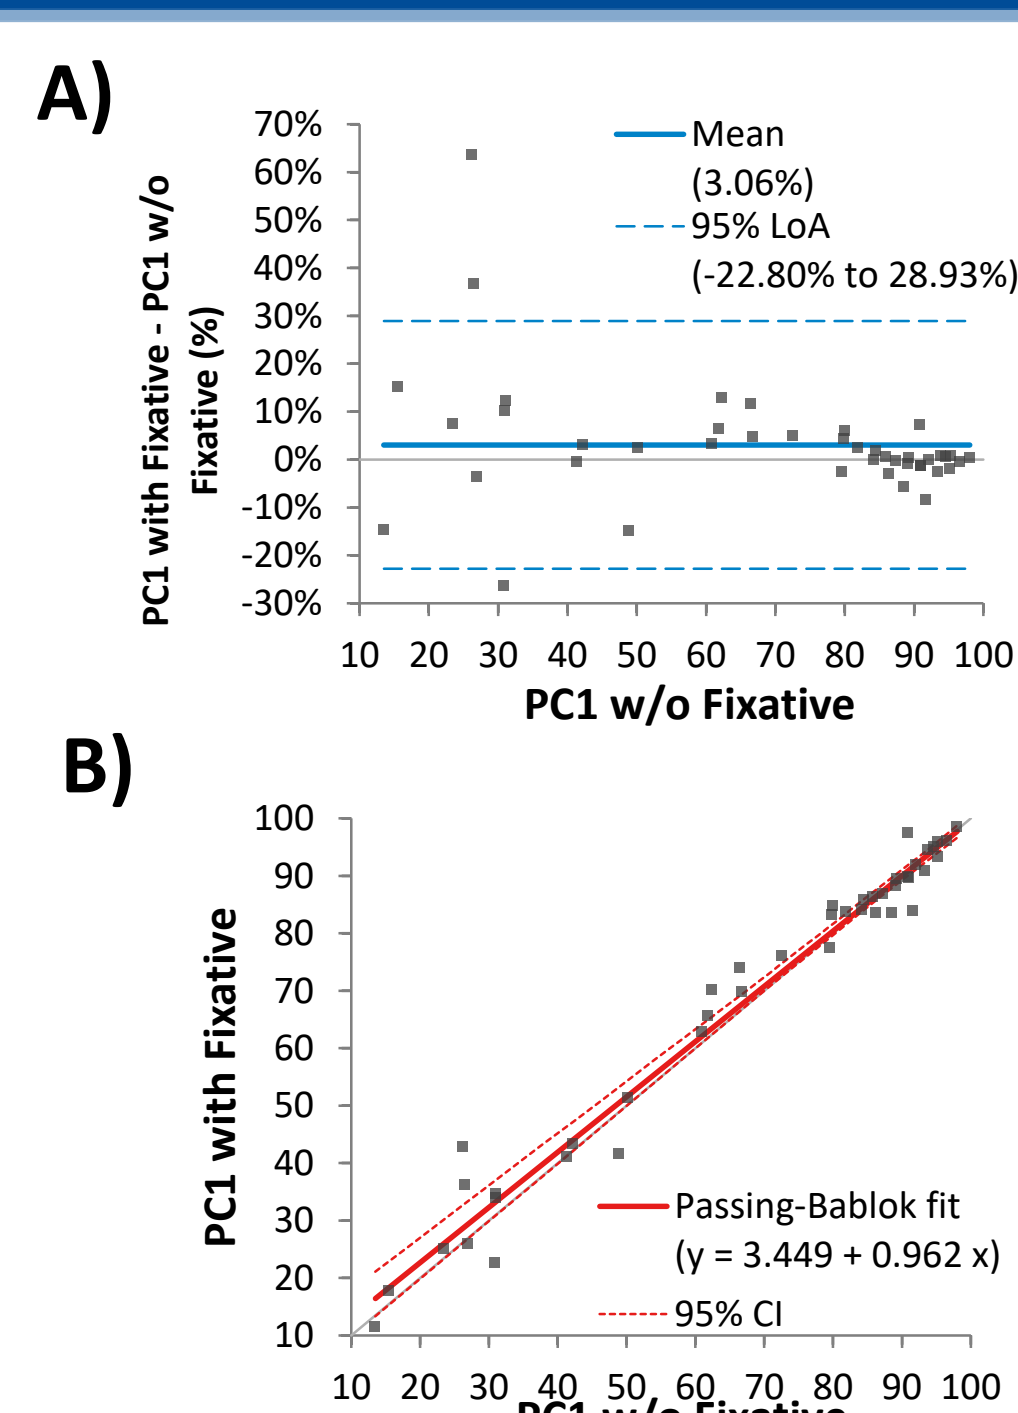 A)
70%
60%
50%
40%
30%
20%
10%
0%
-10%
-20%
-30%
PC1 with Fixative - PC1 w/o
Fixative (%)
Mean
(3.06%)
95% LoA
(-22.80% to 28.93%)
10 20 30 40 50 60 70 80 90 100
PC1 w/o Fixative
B)
100
90
80
70
60
50
40
30
20
10
PC1 with Fixative
Passing-Bablok fit
(y = 3.449 + 0.962 x)
95% CI
10 20 30 40 50 60 70 80 90 100
PC1 w/o Fixative